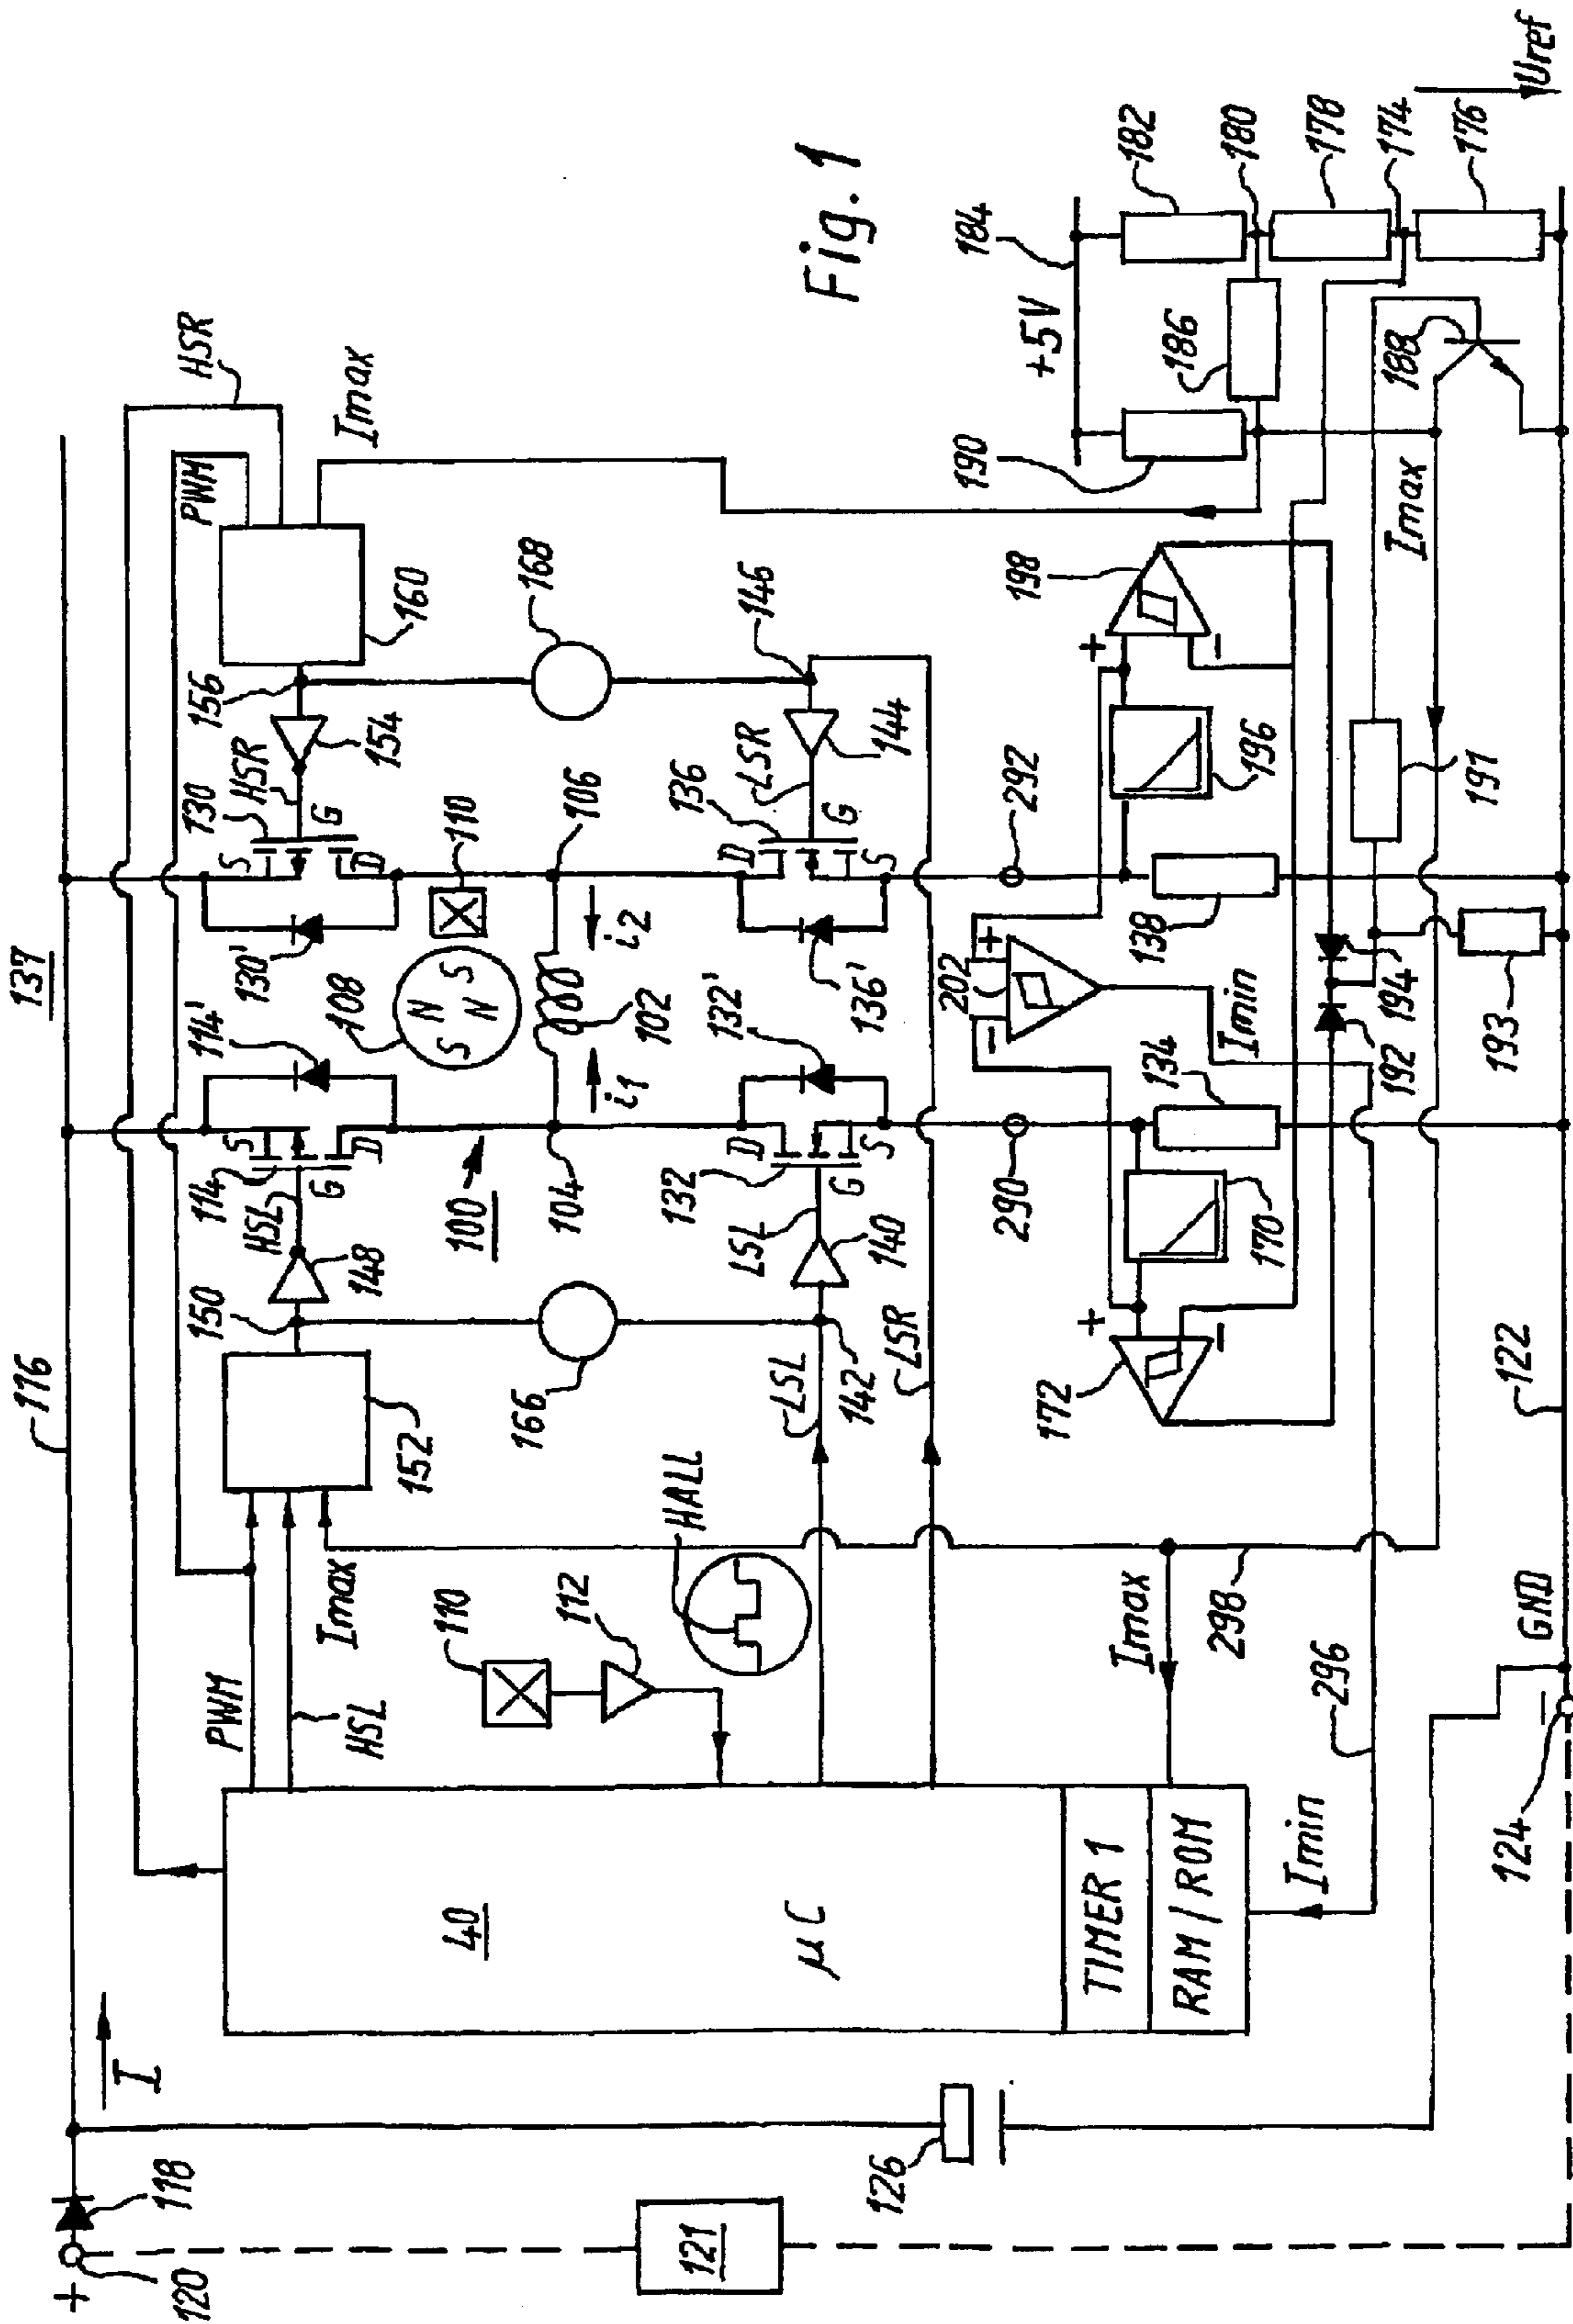 137
116
I
+
120
118
121
126
40
µC
TIMER 1
RAM / ROM
PWM
HSL
Imax
152
150
148
HSL
114
S
G
D
114'
108
S
N
N
S
110
130'
130
S
G
D
HSR
154
156
160
PWM
HSR
Imax
100
104
i1
102
i2
106
168
146
166
142
LSL
LSL
140
132
D
G
S
132'
136'
136
D
G
S
LSR
144
110
112
HALL
LSR
290
292
172
+
–
170
134
202
–
+
Imin
138
196
198
+
–
192
194
193
191
Imax
188
190
186
+5V
184
182
180
178
174
176
Uref
Imax
298
296
Imin
GND
–
124
122
Fig. 1